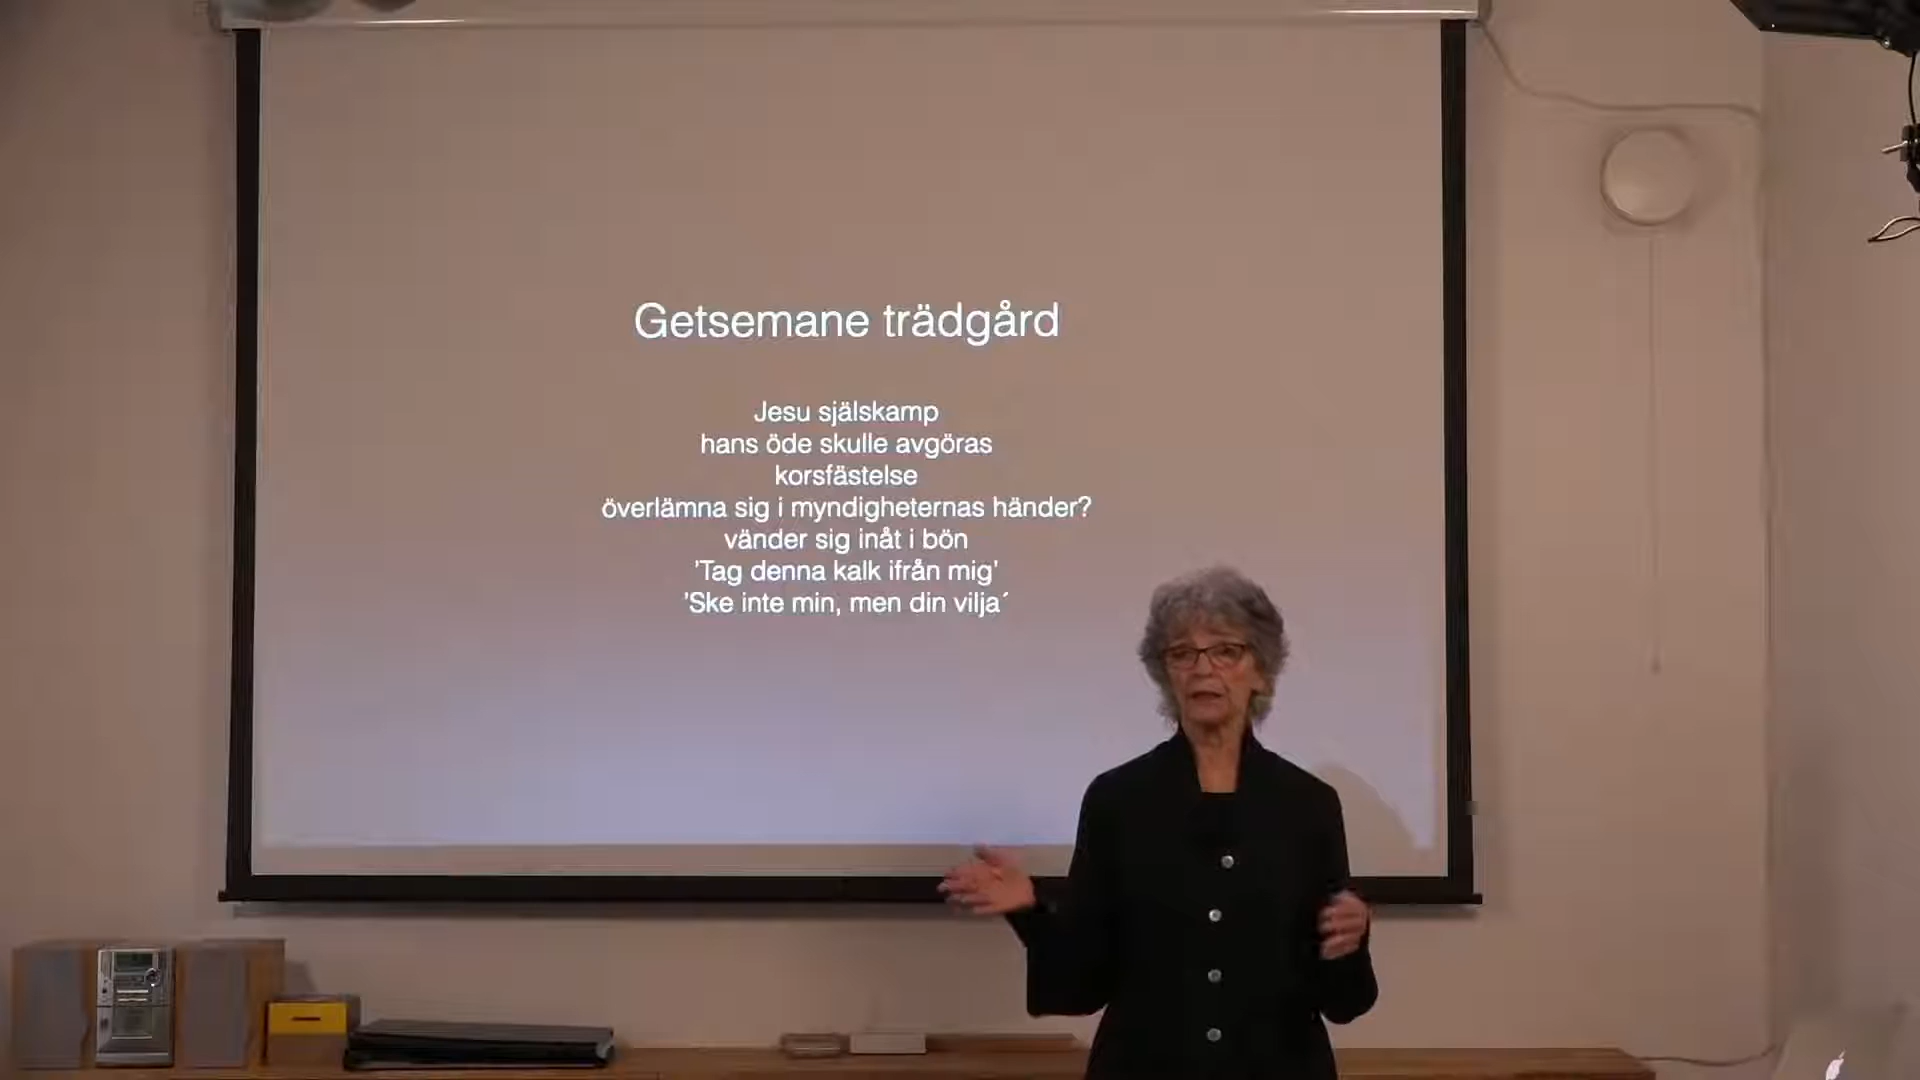 Getsemane trädgård
Jesu själskamp
hans öde skulle avgöras
korsfästelse
överlämna sig i myndigheternas händer?
vänder sig inåt i bön
'Tag denna kalk ifrån mig'
'Ske inte min, men din vilja´